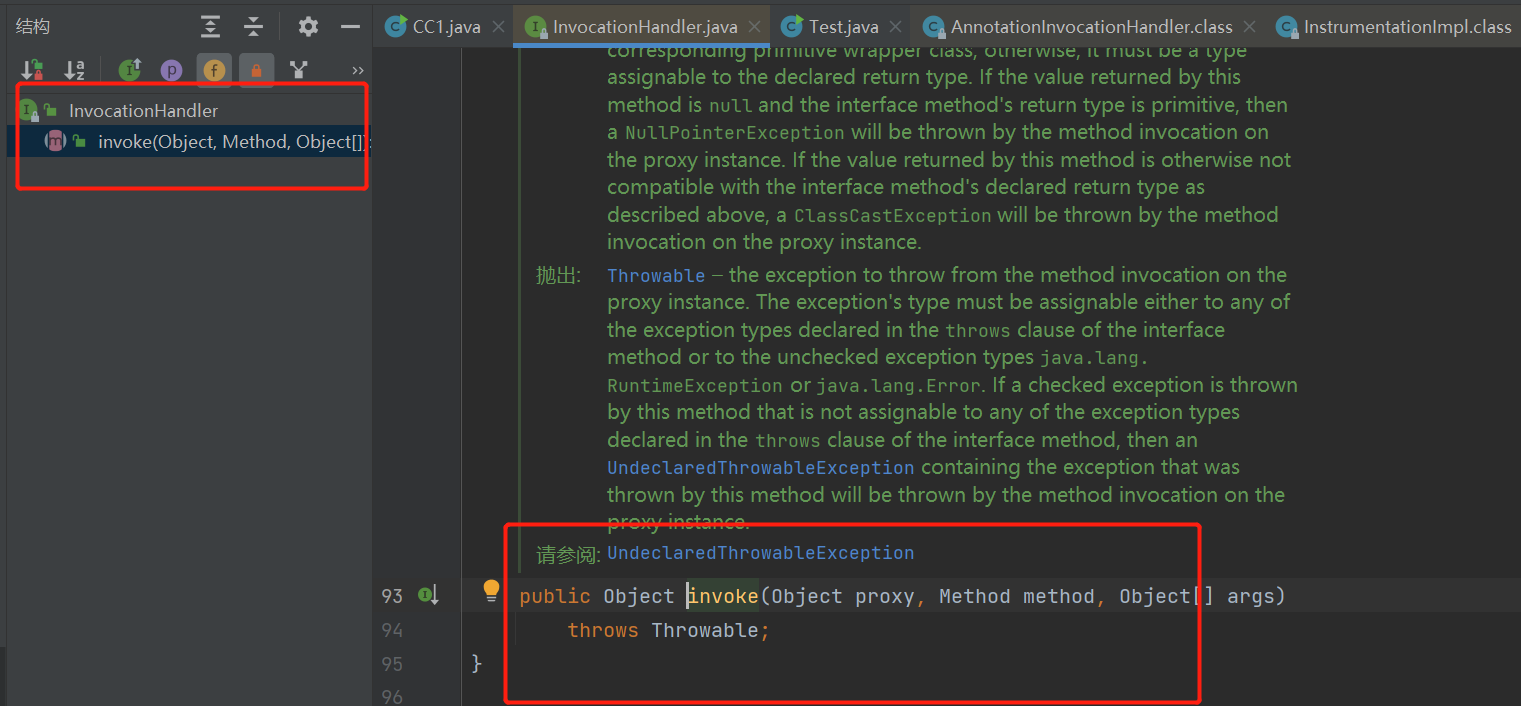 结构
CC1.java
InvocationHandler.java
Test.java
AnnotationInvocationHandler.class
InstrumentationImpl.class
InvocationHandler
invoke(Object, Method, Object[]):
corresponding primitive wrapper class; otherwise, it must be a type
assignable to the declared return type. If the value returned by this
method is null and the interface method's return type is primitive, then
a NullPointerException will be thrown by the method invocation on
the proxy instance. If the value returned by this method is otherwise not
compatible with the interface method's declared return type as
described above, a ClassCastException will be thrown by the method
invocation on the proxy instance.
抛出: Throwable – the exception to throw from the method invocation on the
proxy instance. The exception's type must be assignable either to any of
the exception types declared in the throws clause of the interface
method or to the unchecked exception types java.lang.
RuntimeException or java.lang.Error. If a checked exception is thrown
by this method that is not assignable to any of the exception types
declared in the throws clause of the interface method, then an
UndeclaredThrowableException containing the exception that was
thrown by this method will be thrown by the method invocation on the
proxy instance.
请参阅: UndeclaredThrowableException
93 public Object invoke(Object proxy, Method method, Object[] args)
94 throws Throwable;
95 }
96